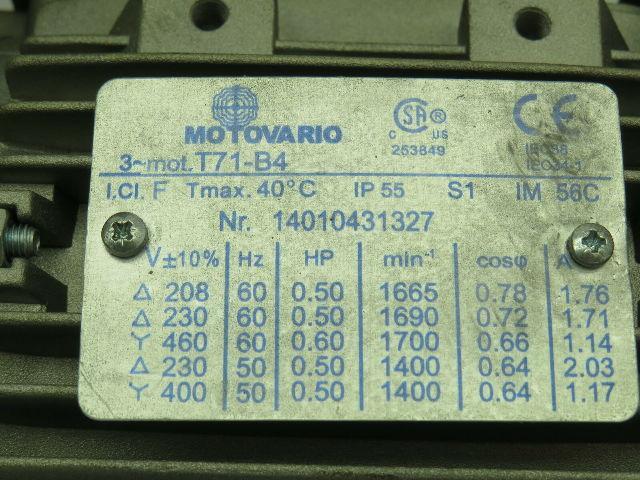 MOTOVARIO
SA ®
C US
253649
CE
3~mot. T71-B4
I.Cl. F Tmax. 40°C IP 55 S1 IM 56C
Nr. 14010431327
V±10% Hz HP min⁻¹ cosφ A
Δ 208 60 0.50 1665 0.78 1.76
Δ 230 60 0.50 1690 0.72 1.71
Y 460 60 0.60 1700 0.66 1.14
Δ 230 50 0.50 1400 0.64 2.03
Y 400 50 0.50 1400 0.64 1.17